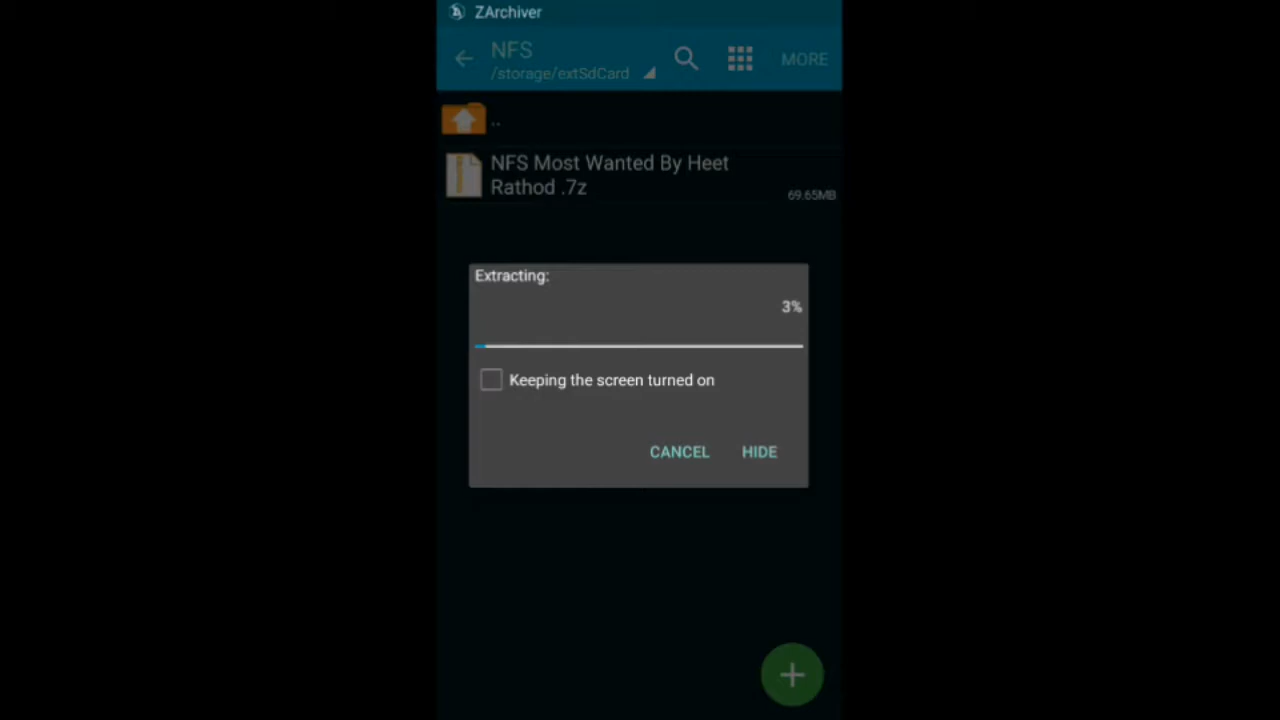 ZArchiver
NFS
/storage/extSdCard
MORE
..
NFS Most Wanted By Heet
Rathod .7z
69.65MB
Extracting:
3%
Keeping the screen turned on
CANCEL HIDE